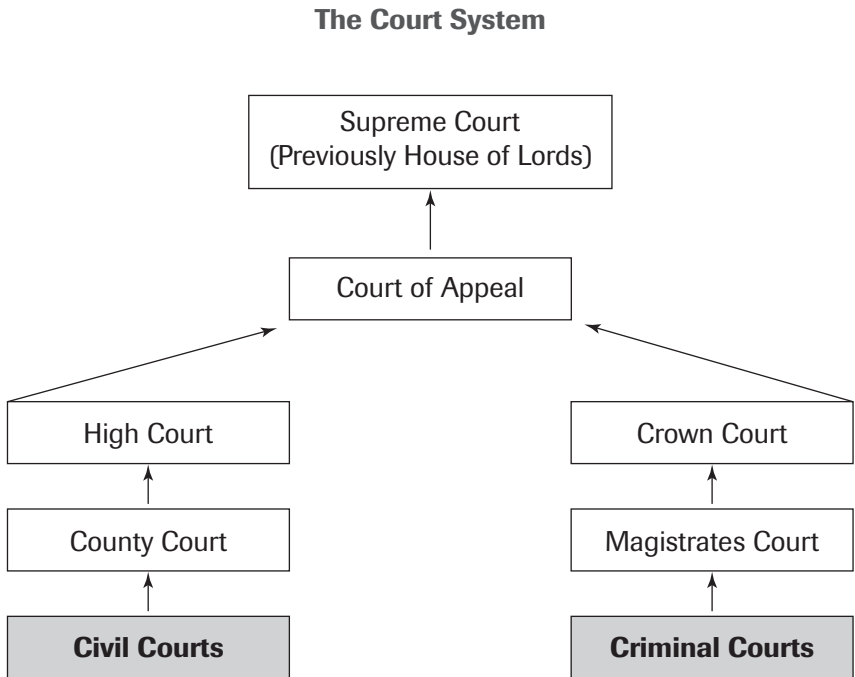 The Court System
Supreme Court
(Previously House of Lords)
Court of Appeal
High Court
Crown Court
County Court
Magistrates Court
Civil Courts
Criminal Courts